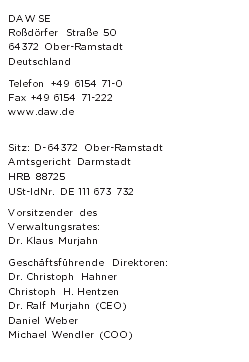 DAW SE
Roßdörfer Straße 50
64372 Ober-Ramstadt
Deutschland
Telefon +49 6154 71-0
Fax +49 6154 71-222
www.daw.de
Sitz: D-64372 Ober-Ramstadt
Amtsgericht Darmstadt
HRB 88725
USt-IdNr. DE 111 673 732
Vorsitzender des
Verwaltungsrates:
Dr. Klaus Murjahn
Geschäftsführende Direktoren:
Dr. Christoph Hahner
Christoph H. Hentzen
Dr. Ralf Murjahn (CEO)
Daniel Weber
Michael Wendler (COO)